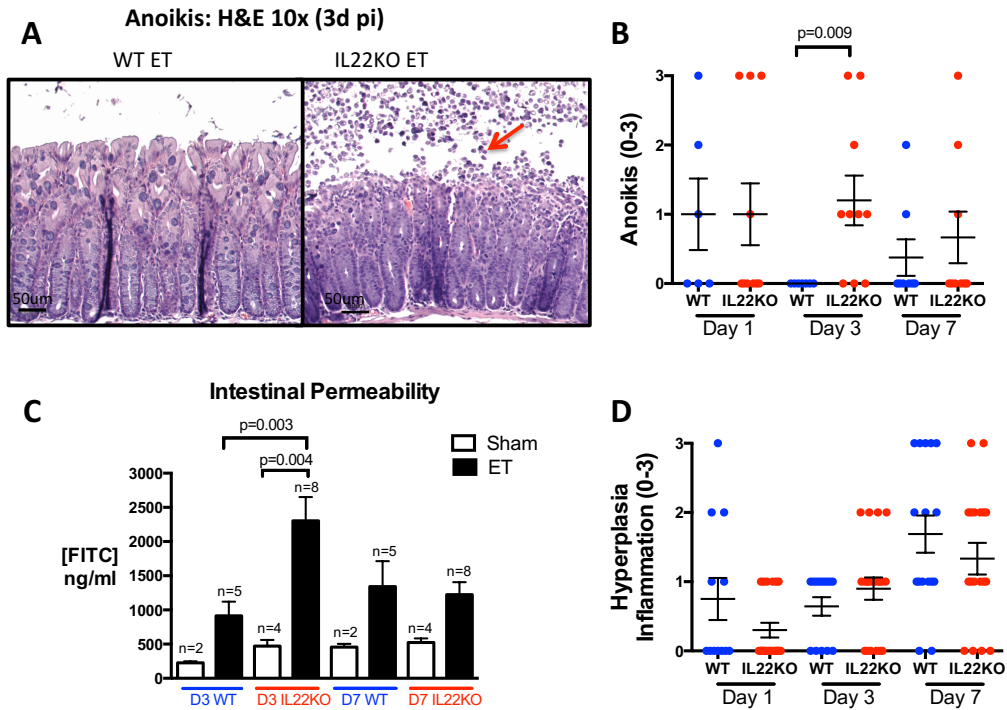 Anoikis: H&E 10x (3d pi)
A
WT ET
IL22KO ET
50um
50um
B
p=0.009
Anoikis (0-3)
3
2
1
0
WT
IL22KO
WT
IL22KO
WT
IL22KO
Day 1
Day 3
Day 7
C
Intestinal Permeability
p=0.003
p=0.004
Sham
ET
[FITC]
ng/ml
3000
2500
2000
1500
1000
500
0
n=2
n=5
n=4
n=8
n=2
n=5
n=4
n=8
D3 WT
D3 IL22KO
D7 WT
D7 IL22KO
D
Hyperplasia
Inflammation (0-3)
3
2
1
0
WT
IL22KO
WT
IL22KO
WT
IL22KO
Day 1
Day 3
Day 7